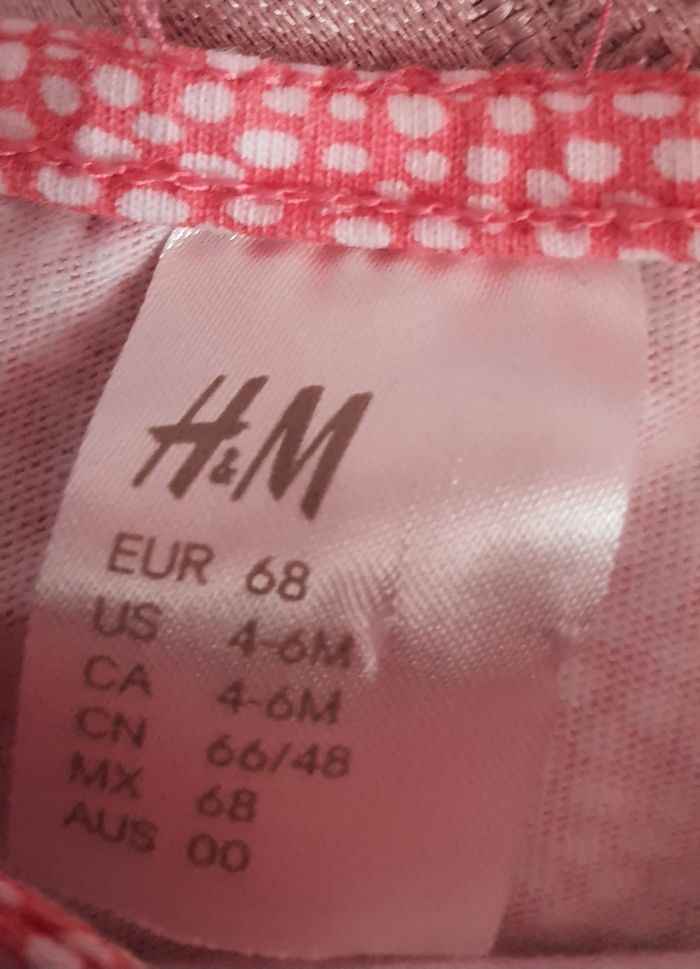 H&M
EUR 68
US 4-6M
CA 4-6M
CN 66/48
MX 68
AUS 00